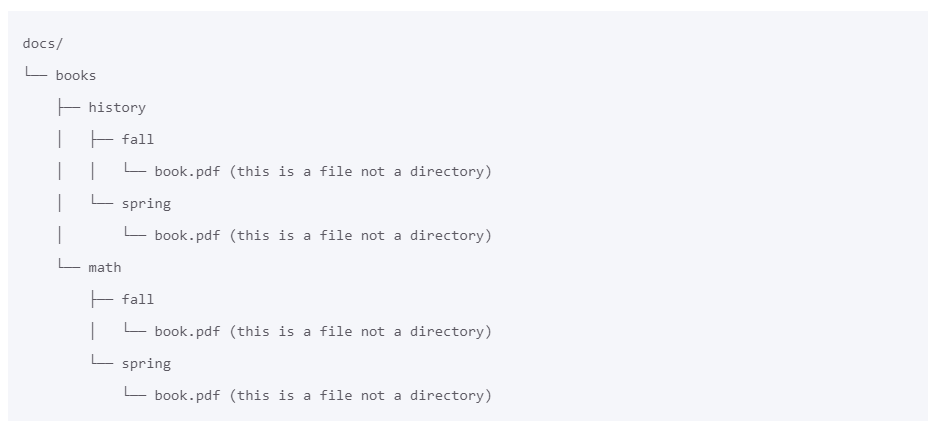 docs/
└── books
    ├── history
    │   ├── fall
    │   │   └── book.pdf (this is a file not a directory)
    │   └── spring
    │       └── book.pdf (this is a file not a directory)
    └── math
        ├── fall
        │   └── book.pdf (this is a file not a directory)
        └── spring
            └── book.pdf (this is a file not a directory)